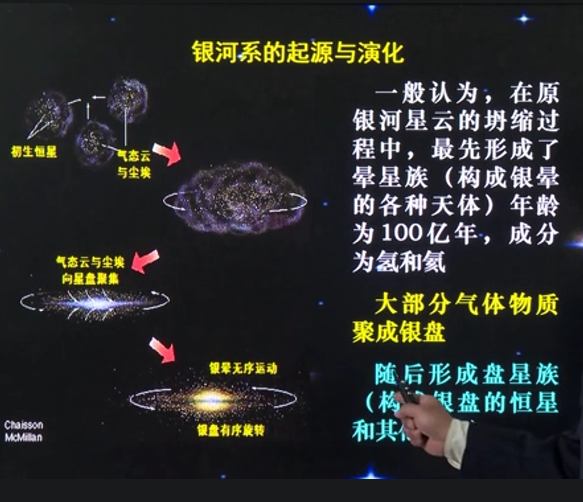 银河系的起源与演化
初生恒星
气态云
与尘埃
气态云与尘埃
向星盘聚集
银晕无序运动
银盘有序旋转
Chaisson
McMillan
一般认为，在原
银河星云的坍缩过
程中，最先形成了
晕星族（构成银晕
的各种天体）年龄
为100亿年，成分
为氢和氦
大部分气体物质
聚成银盘
随后形成盘星族
（构 银盘的恒星
和其